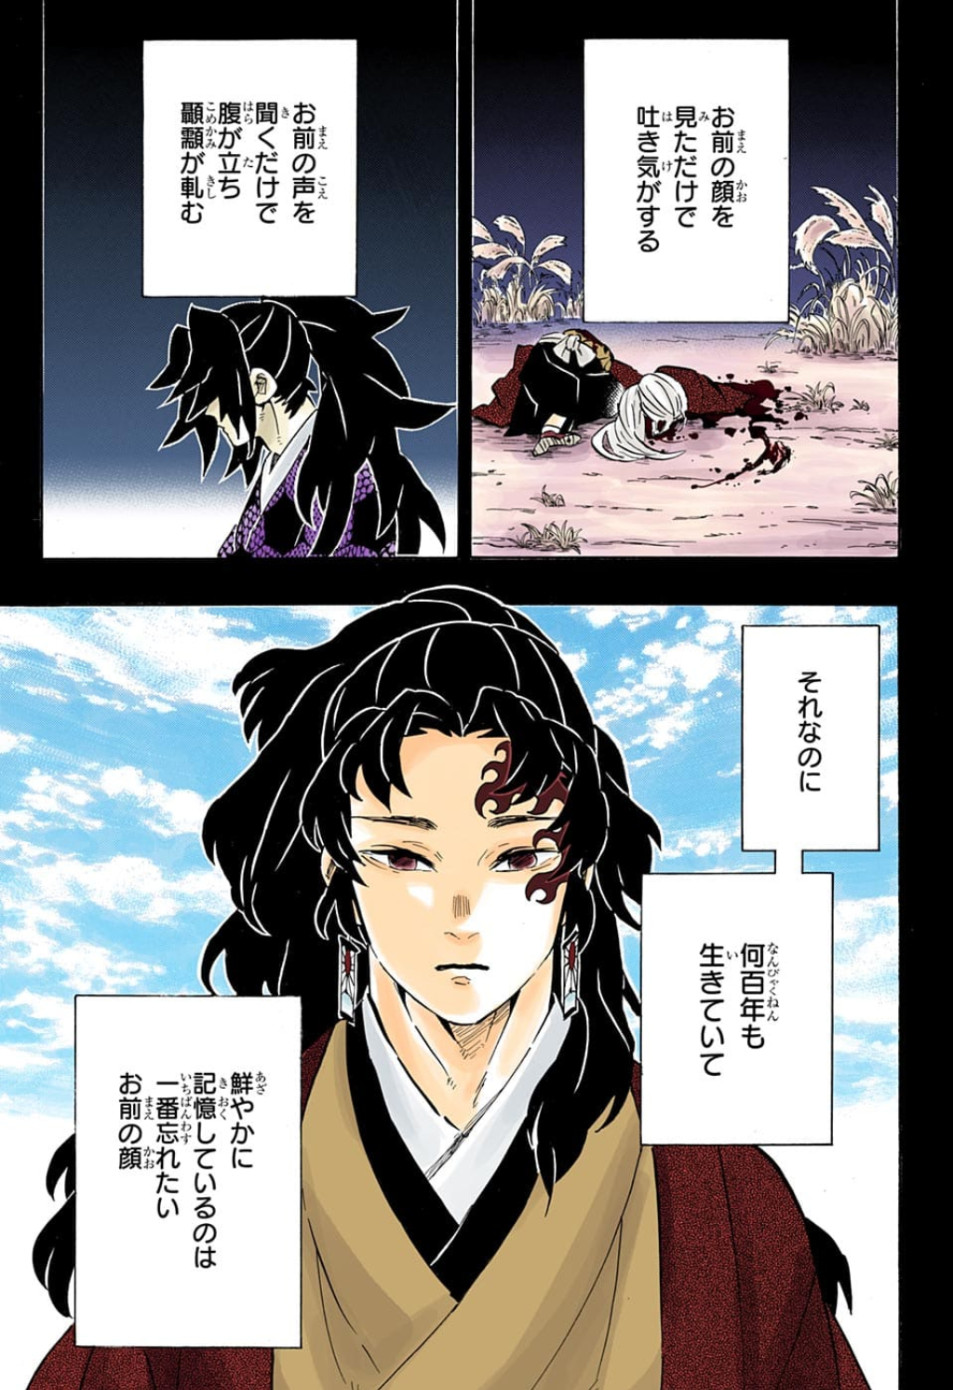 お前の顔を
見ただけで
吐き気がする
お前の声を
聞くだけで
腹が立ち
顳顬が軋む
それなのに
何百年も
生きていて
鮮やかに
記憶しているのは
一番忘れたい
お前の顔